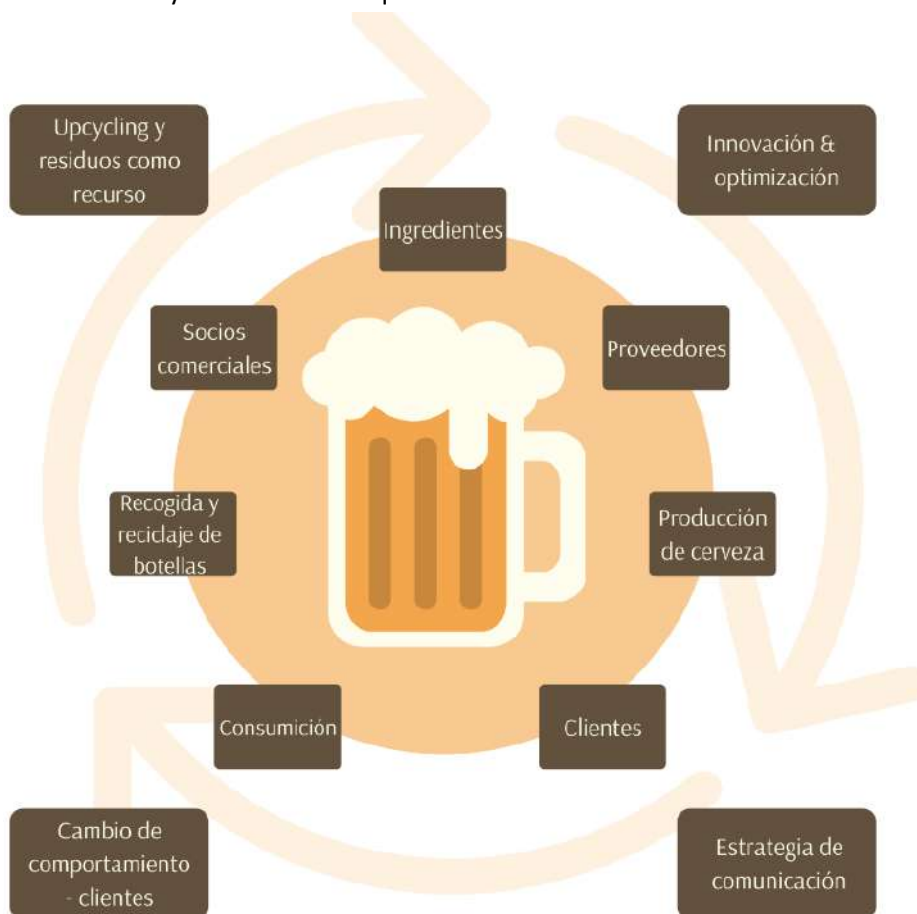 Upcycling y
residuos como
recurso
Innovación &
optimización
Ingredientes
Socios
comerciales
Proveedores
Recogida y
reciclaje de
botellas
Producción
de cerveza
Consumición
Clientes
Cambio de
comportamiento
- clientes
Estrategia de
comunicación